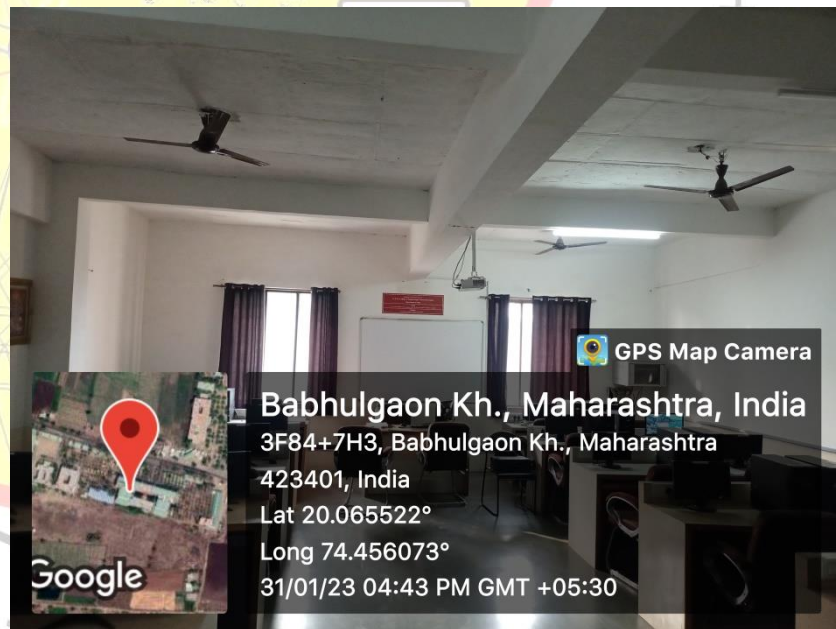 GPS Map Camera
Babhulgaon Kh., Maharashtra, India
3F84+7H3, Babhulgaon Kh., Maharashtra
423401, India
Lat 20.065522°
Long 74.456073°
31/01/23 04:43 PM GMT +05:30
Google